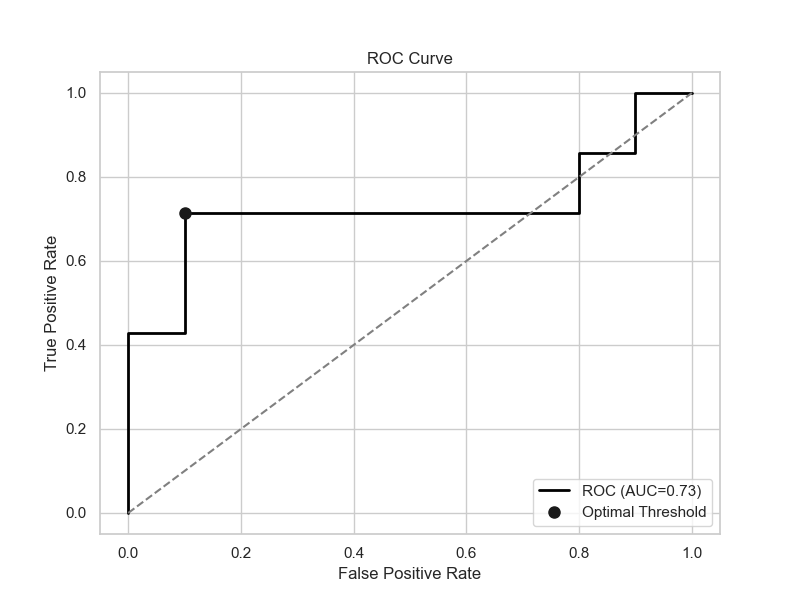 ROC Curve
1.0
0.8
0.6
0.4
0.2
0.0
True Positive Rate
0.0 0.2 0.4 0.6 0.8 1.0
False Positive Rate
ROC (AUC=0.73)
Optimal Threshold